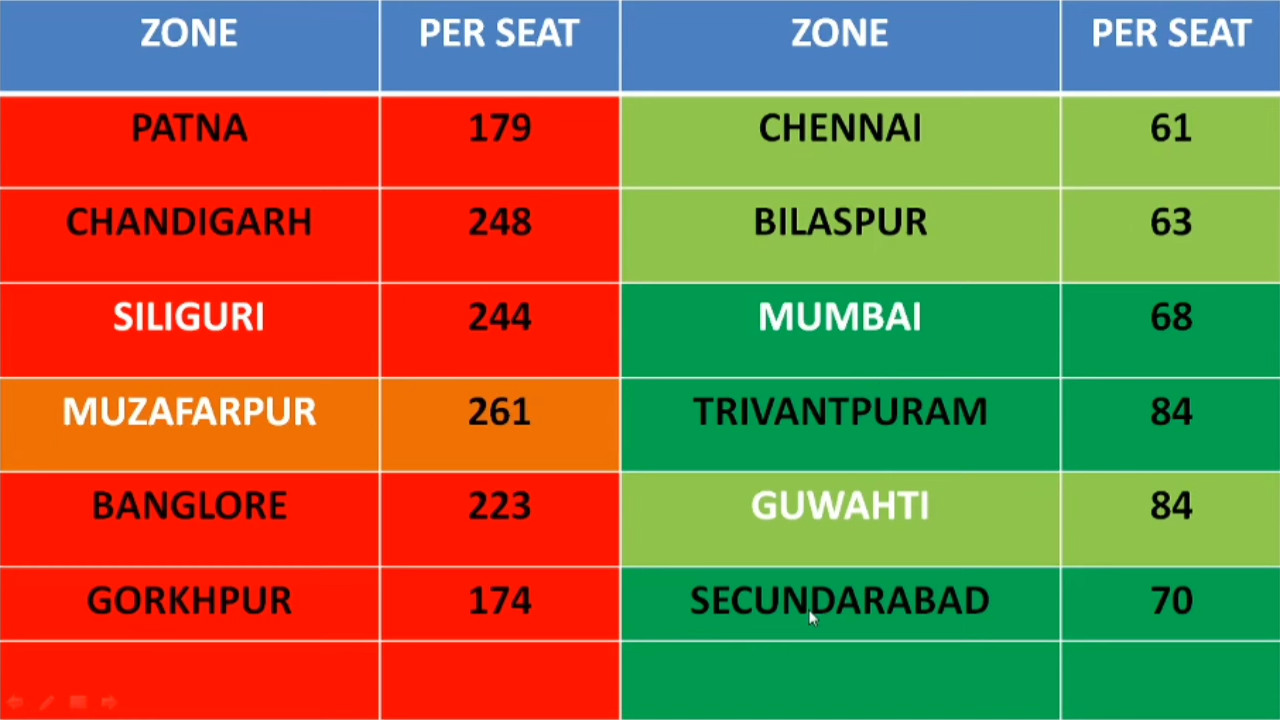 ZONE PER SEAT ZONE PER SEAT
PATNA 179 CHENNAI 61
CHANDIGARH 248 BILASPUR 63
SILIGURI 244 MUMBAI 68
MUZAFARPUR 261 TRIVANTPURAM 84
BANGLORE 223 GUWAHTI 84
GORKHPUR 174 SECUNDARABAD 70